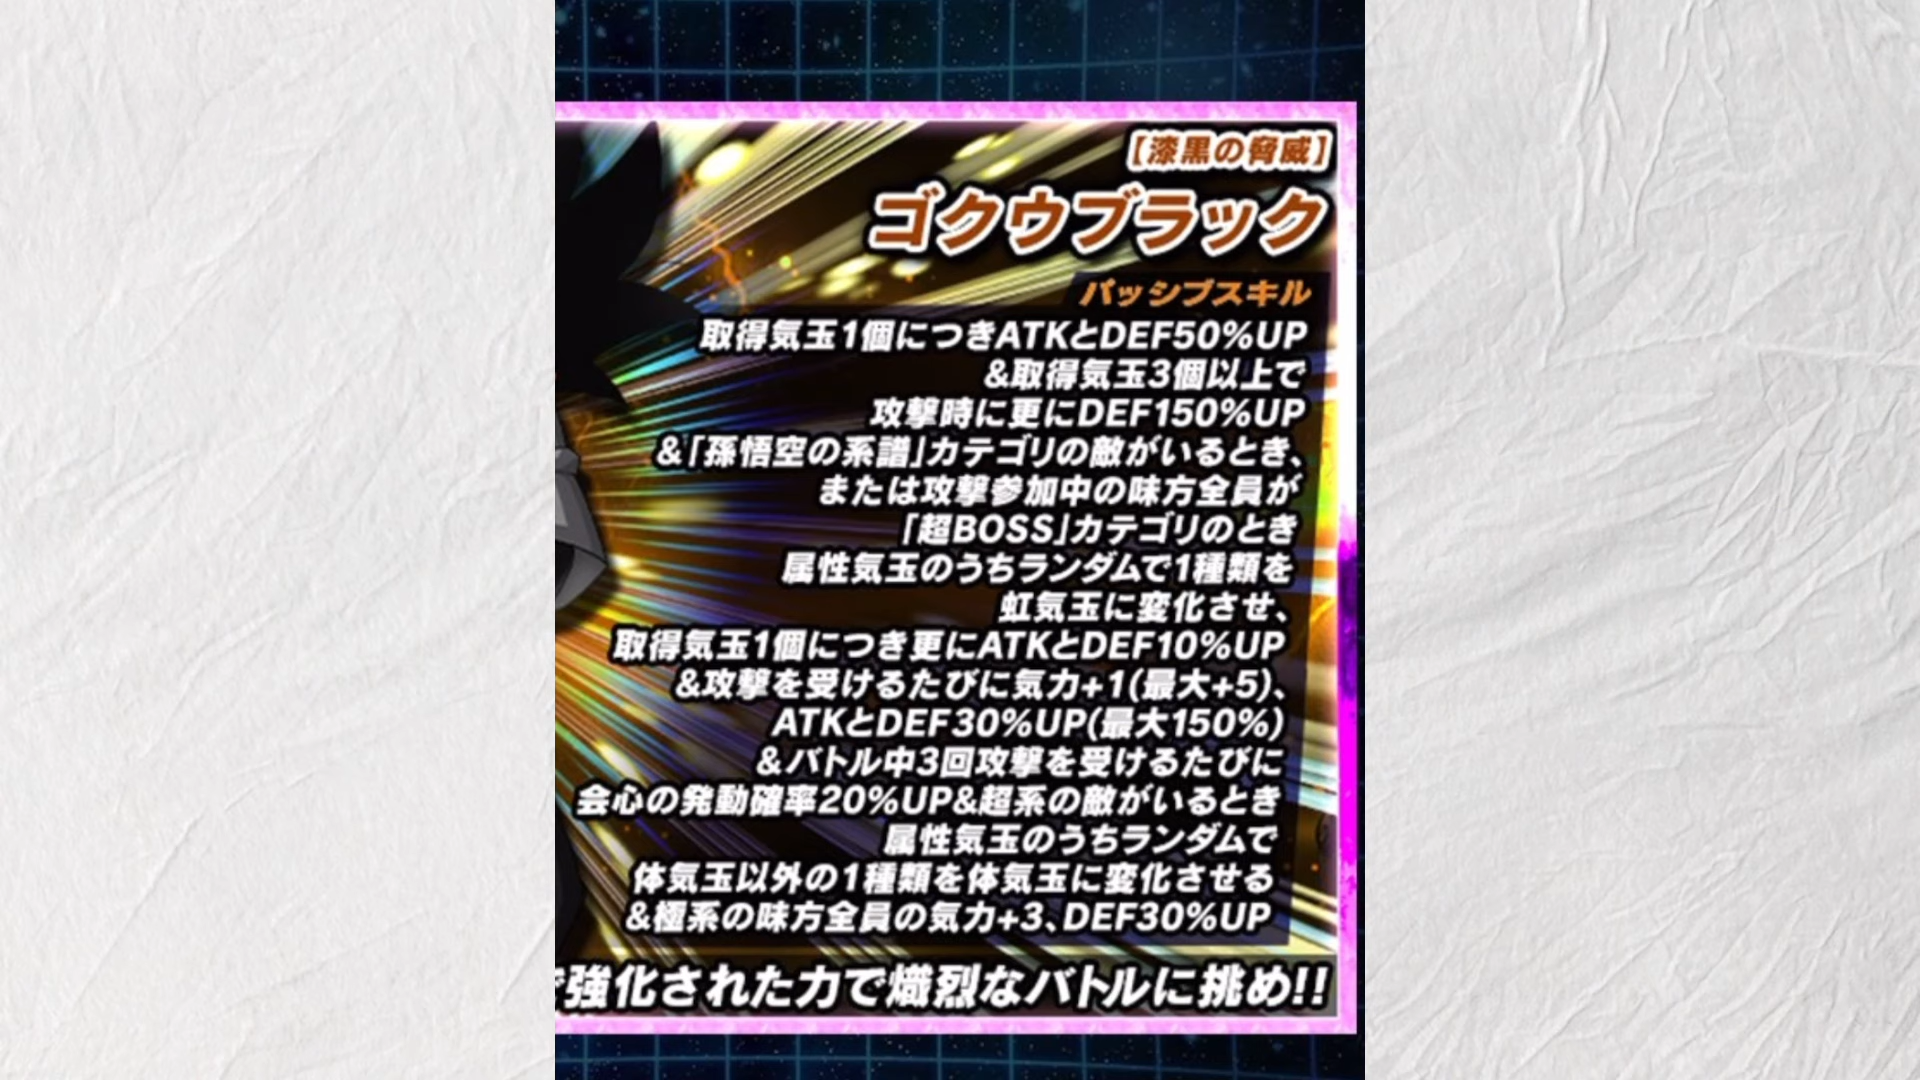 【漆黒の脅威】
ゴクウブラック
パッシブスキル
取得気玉1個につきATKとDEF50%UP
&取得気玉3個以上で
攻撃時に更にDEF150%UP
&「孫悟空の系譜」カテゴリの敵がいるとき、
または攻撃参加中の味方全員が
「超BOSS」カテゴリのとき
属性気玉のうちランダムで1種類を
虹気玉に変化させ、
取得気玉1個につき更にATKとDEF10%UP
&攻撃を受けるたびに気力+1(最大+5)、
ATKとDEF30%UP(最大150%)
&バトル中3回攻撃を受けるたびに
会心の発動確率20%UP&超系の敵がいるとき
属性気玉のうちランダムで
体気玉以外の1種類を体気玉に変化させる
&極系の味方全員の気力+3、DEF30%UP
強化された力で熾烈なバトルに挑め!!